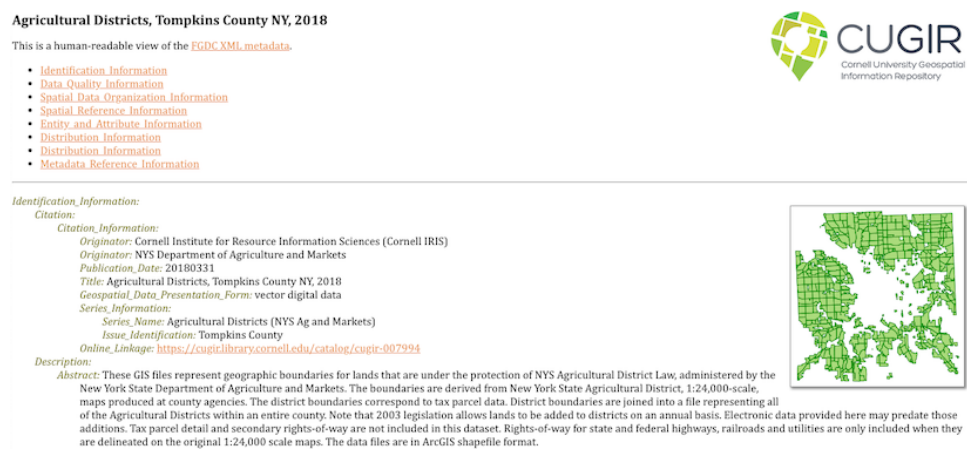 Agricultural Districts, Tompkins County NY, 2018
CUGIR
Cornell University Geospatial
Information Repository
This is a human-readable view of the FGDC XML metadata.
• Identification Information
• Data Quality Information
• Spatial Data Organization Information
• Spatial Reference Information
• Entity and Attribute Information
• Distribution Information
• Distribution Information
• Metadata Reference Information
Identification_Information:
Citation:
Citation_Information:
Originator: Cornell Institute for Resource Information Sciences (Cornell IRIS)
Originator: NYS Department of Agriculture and Markets
Publication_Date: 20180331
Title: Agricultural Districts, Tompkins County NY, 2018
Geospatial_Data_Presentation_Form: vector digital data
Series_Information:
Series_Name: Agricultural Districts (NYS Ag and Markets)
Issue_Identification: Tompkins County
Online_Linkage: https://cugir.library.cornell.edu/catalog/cugir-007994
Description:
Abstract: These GIS files represent geographic boundaries for lands that are under the protection of NYS Agricultural District Law, administered by the
New York State Department of Agriculture and Markets. The boundaries are derived from New York State Agricultural District, 1:24,000-scale,
maps produced at county agencies. The district boundaries correspond to tax parcel data. District boundaries are joined into a file representing all
of the Agricultural Districts within an entire county. Note that 2003 legislation allows lands to be added to districts on an annual basis. Electronic data provided here may predate those
additions. Tax parcel detail and secondary rights-of-way are not included in this dataset. Rights-of-way for state and federal highways, railroads and utilities are only included when they
are delineated on the original 1:24,000 scale maps. The data files are in ArcGIS shapefile format.